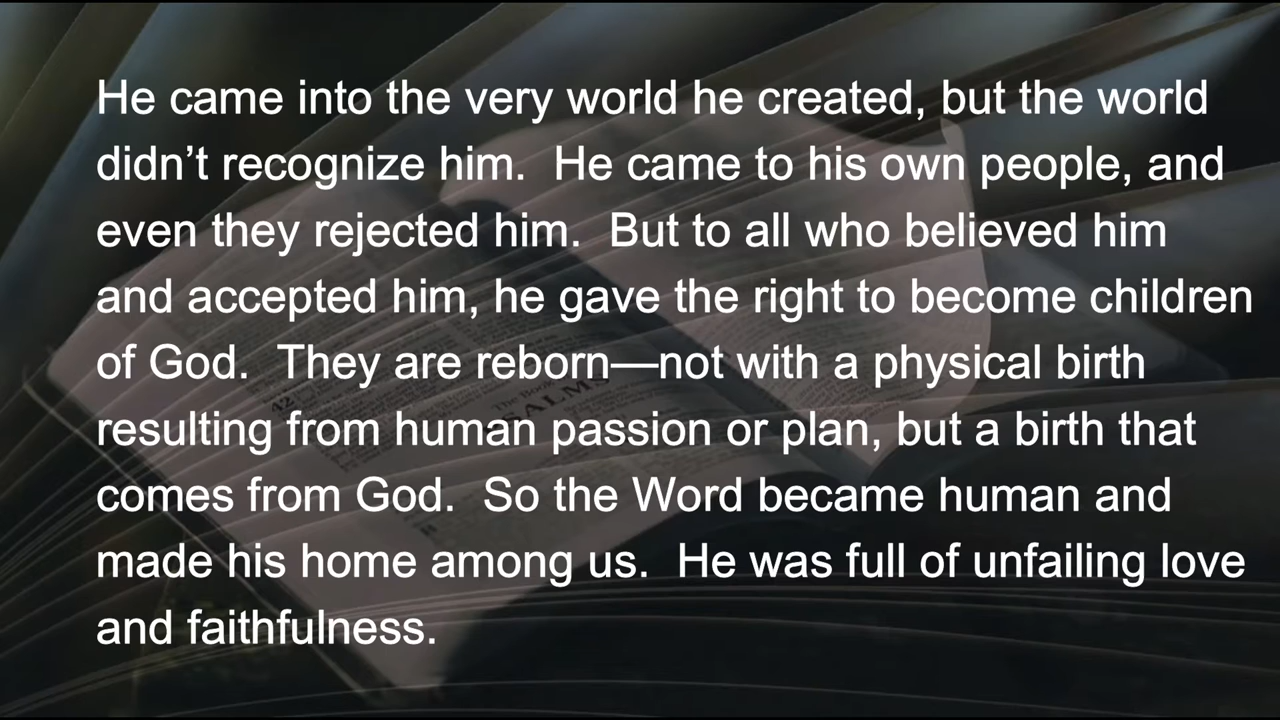 He came into the very world he created, but the world
didn’t recognize him.  He came to his own people, and
even they rejected him.  But to all who believed him
and accepted him, he gave the right to become children
of God.  They are reborn—not with a physical birth
resulting from human passion or plan, but a birth that
comes from God.  So the Word became human and
made his home among us.  He was full of unfailing love
and faithfulness.